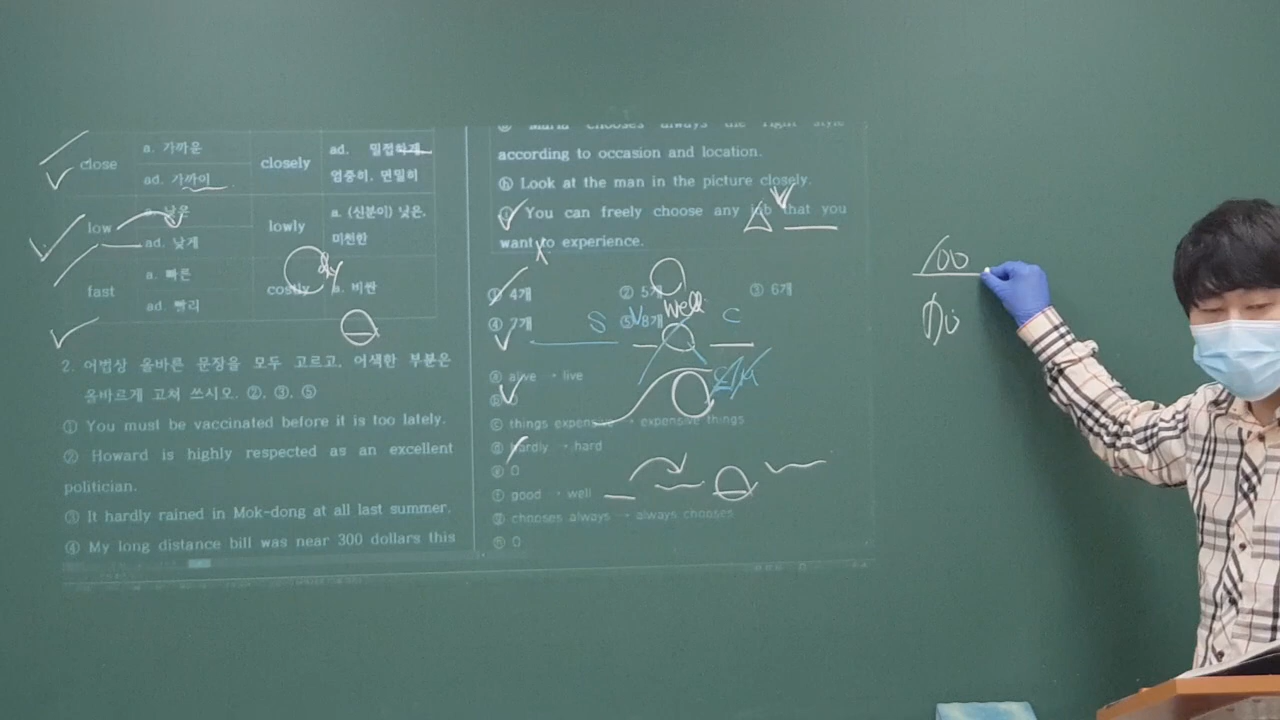 close a. 가까운 closely ad. 밀접하게,
ad. 가까이 엄중히, 면밀히
low a. 낮은 lowly a. (신분이) 낮은,
ad. 낮게 미천한
fast a. 빠른 costly a. 비싼
ad. 빨리
ly
2. 어법상 올바른 문장을 모두 고르고, 어색한 부분은
올바르게 고쳐 쓰시오. ②, ③, ⑤
① You must be vaccinated before it is too lately.
② Howard is highly respected as an excellent
politician.
③ It hardly rained in Mok-dong at all last summer.
④ My long distance bill was near 300 dollars this
ⓖ Maria chooses always the right style
according to occasion and location.
ⓗ Look at the man in the picture closely.
ⓘ You can freely choose any job that you
want to experience.
① 4개 ② 5개 ③ 6개
④ 7개 ⑤ 8개
well
S V C
ⓐ alive → live
ⓑ O
ⓒ things expensive → expensive things
ⓓ hardly → hard
ⓔ O
ⓕ good → well
ⓖ chooses always → always chooses
ⓗ O
too